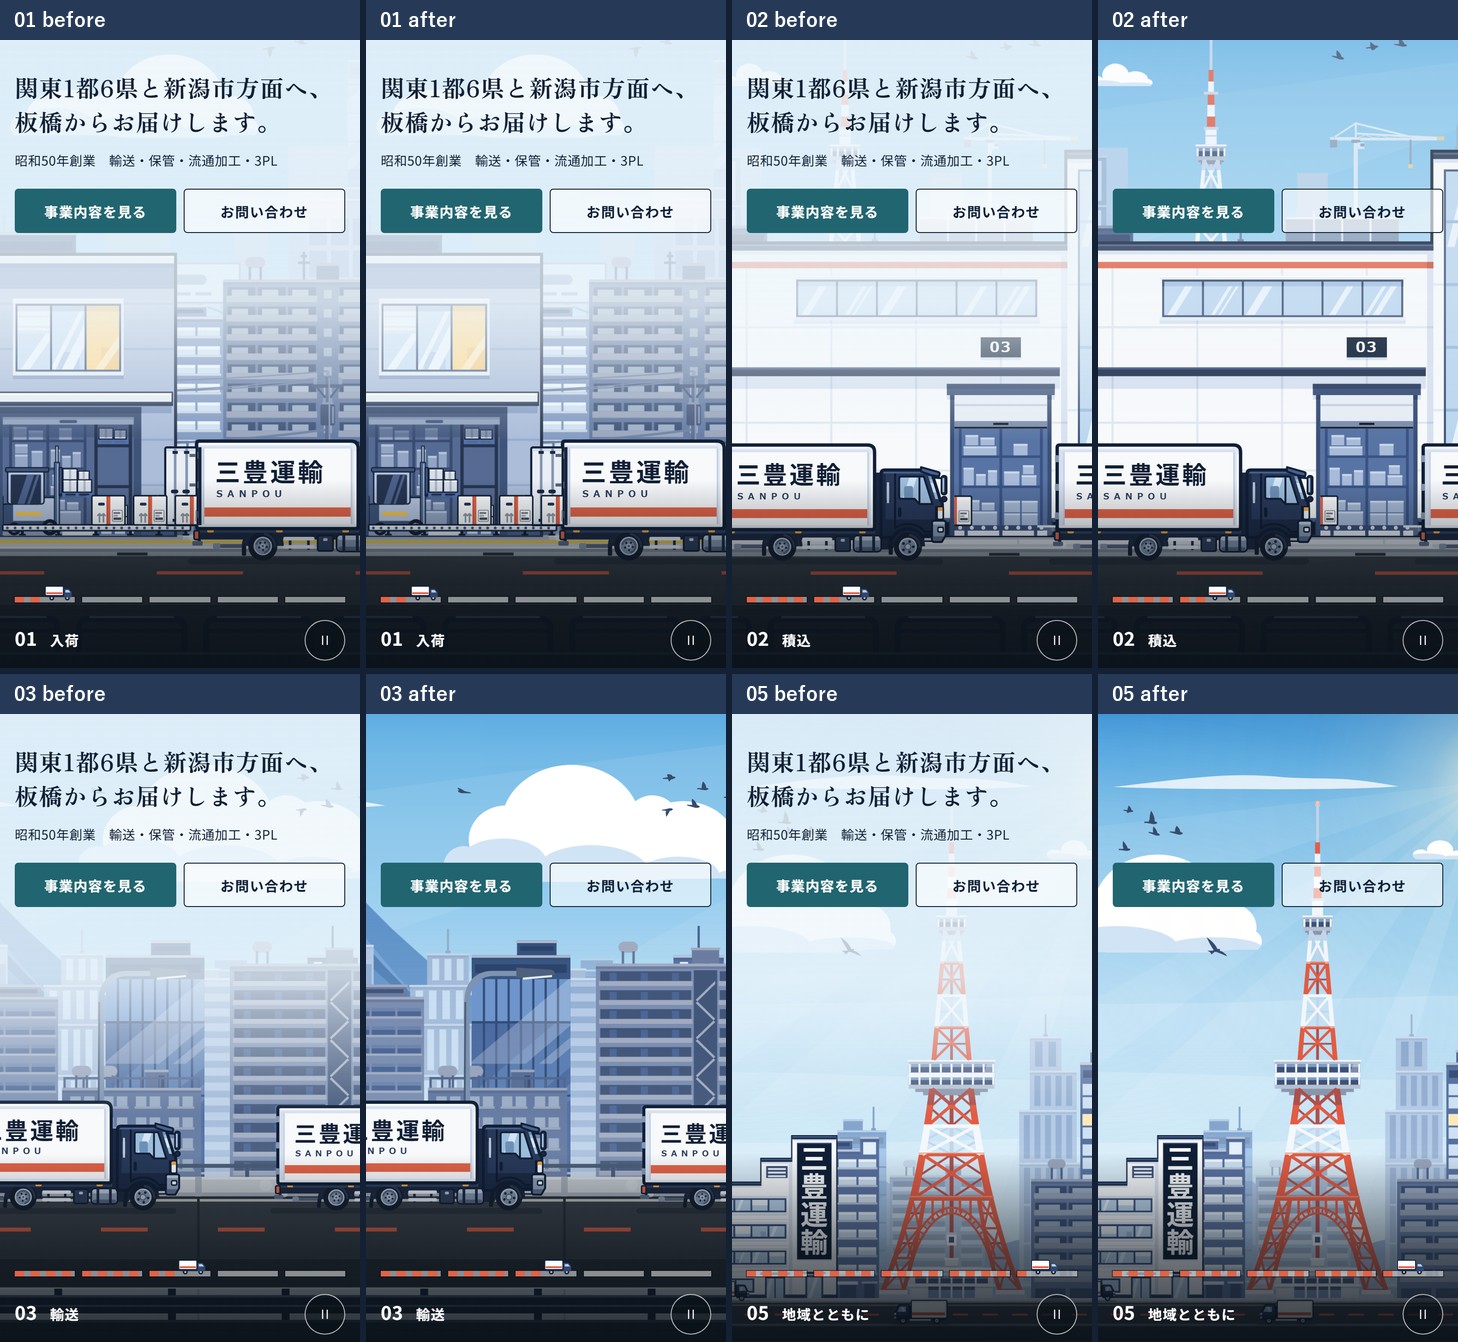 01 before
関東1都6県と新潟市方面へ、
板橋からお届けします。
昭和50年創業　輸送・保管・流通加工・3PL
事業内容を見る
お問い合わせ
三豊運輸
SANPOU
01 入荷
01 after
関東1都6県と新潟市方面へ、
板橋からお届けします。
昭和50年創業　輸送・保管・流通加工・3PL
事業内容を見る
お問い合わせ
三豊運輸
SANPOU
01 入荷
02 before
関東1都6県と新潟市方面へ、
板橋からお届けします。
昭和50年創業　輸送・保管・流通加工・3PL
事業内容を見る
お問い合わせ
03
三豊運輸
SANPOU
三
SA
02 積込
02 after
事業内容を見る
お問い合わせ
03
三豊運輸
SANPOU
三
S
02 積込
03 before
関東1都6県と新潟市方面へ、
板橋からお届けします。
昭和50年創業　輸送・保管・流通加工・3PL
事業内容を見る
お問い合わせ
豊運輸
NPOU
三豊運
SANPOU
03 輸送
03 after
事業内容を見る
お問い合わせ
豊運輸
NPOU
三豊運
SANPOU
03 輸送
05 before
関東1都6県と新潟市方面へ、
板橋からお届けします。
昭和50年創業　輸送・保管・流通加工・3PL
事業内容を見る
お問い合わせ
三豊運輸
05 地域とともに
05 after
事業内容を見る
お問い合わせ
三豊運輸
05 地域とともに